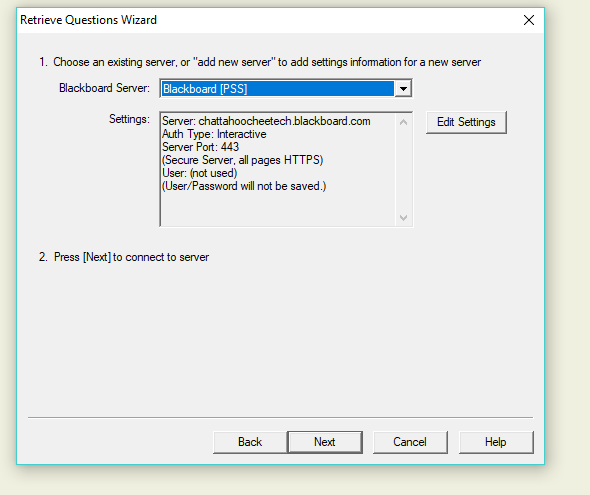 Retrieve Questions Wizard
1. Choose an existing server, or "add new server" to add settings information for a new server
Blackboard Server: Blackboard [PSS]
Settings: Server: chattahoocheetech.blackboard.com
Auth Type: Interactive
Server Port: 443
(Secure Server, all pages HTTPS)
User: (not used)
(User/Password will not be saved.)
Edit Settings
2. Press [Next] to connect to server
Back Next Cancel Help